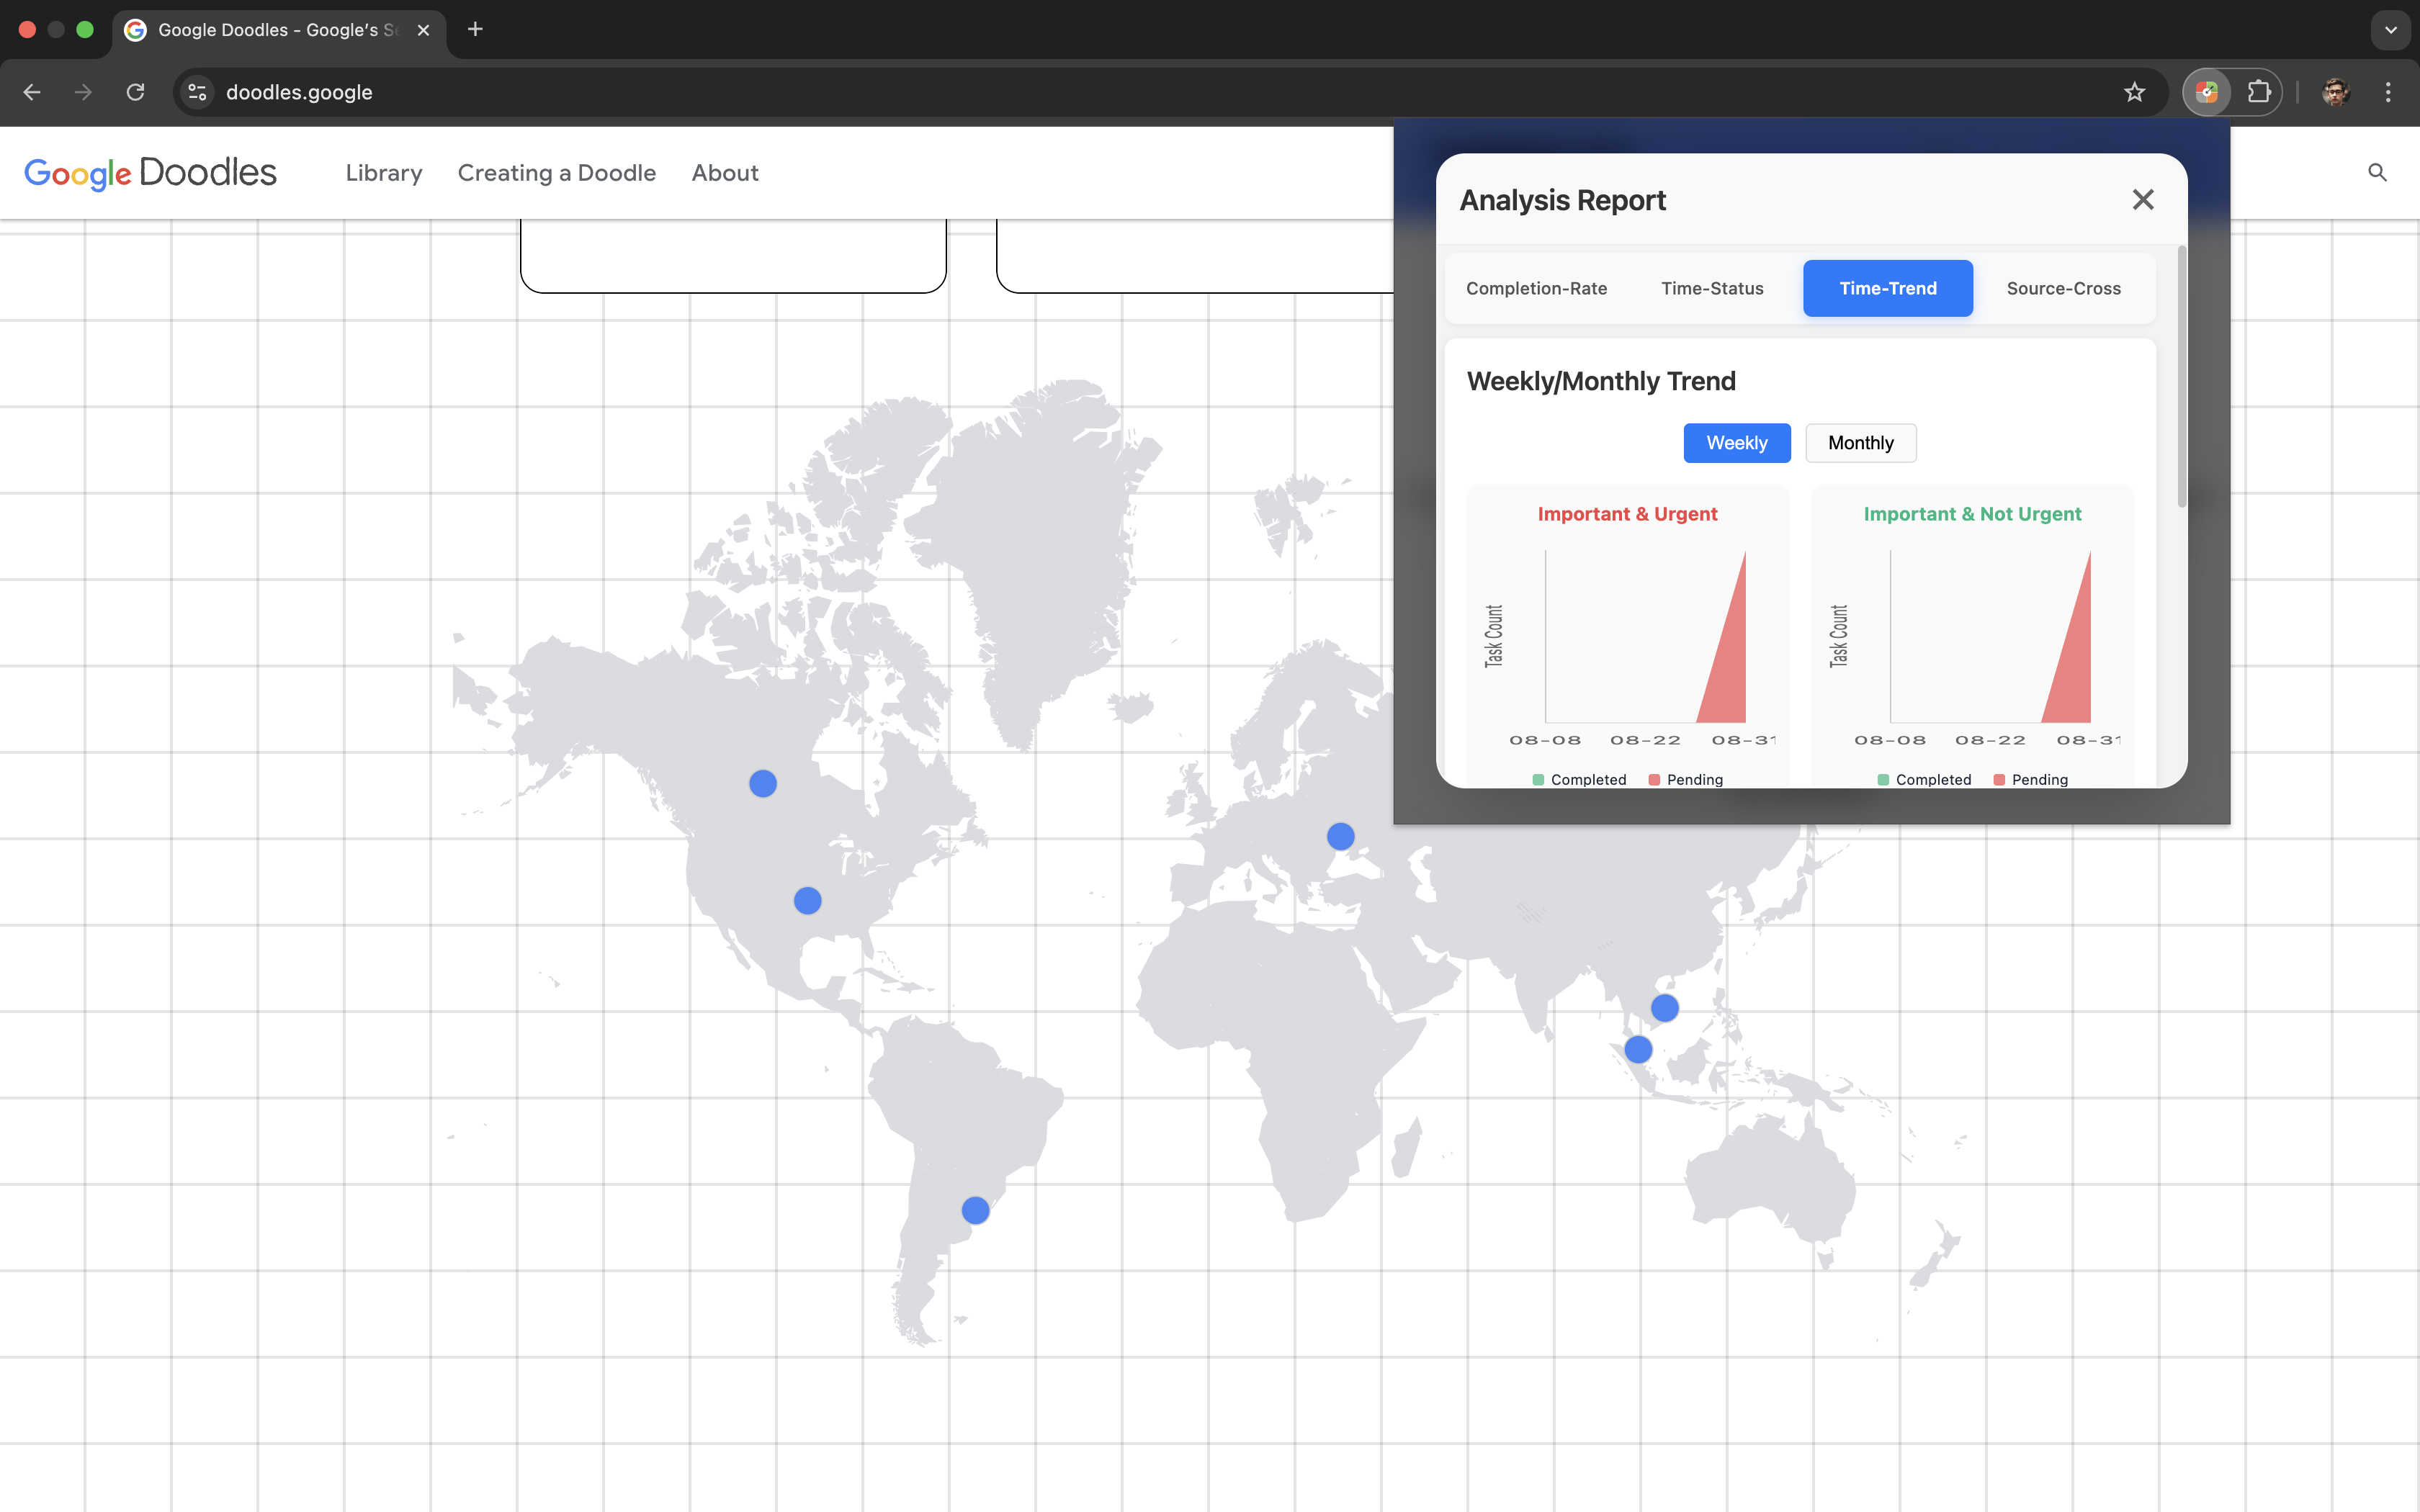 Google Doodles - Google's S
doodles.google
Google Doodles
Library
Creating a Doodle
About
Analysis Report
Completion-Rate
Time-Status
Time-Trend
Source-Cross
Weekly/Monthly Trend
Weekly
Monthly
Important & Urgent
Task Count
08-08 08-22 08-31
Completed Pending
Important & Not Urgent
Task Count
08-08 08-22 08-31
Completed Pending